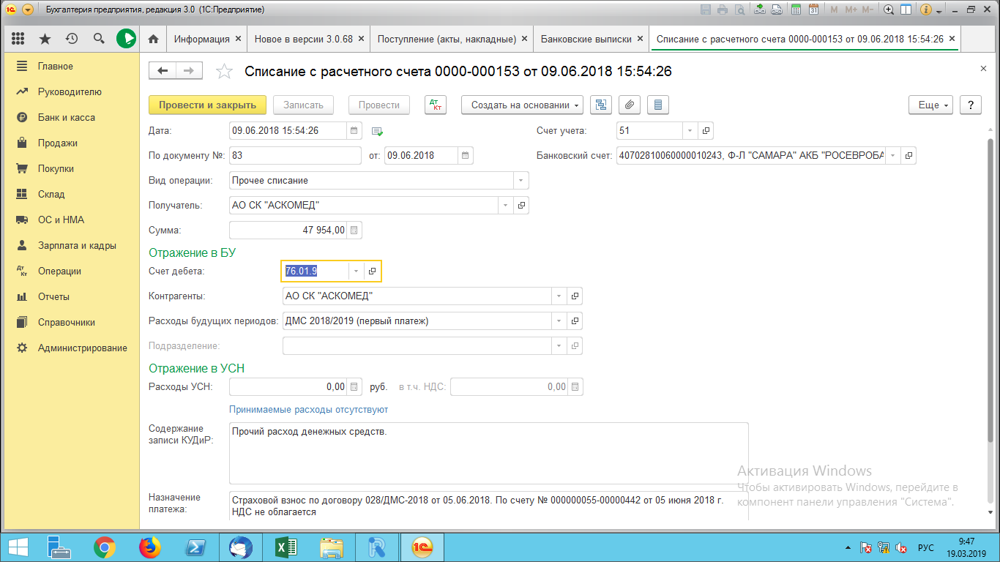 Бухгалтерия предприятия, редакция 3.0 (1С:Предприятие)
M M+ M-
Информация
Новое в версии 3.0.68
Поступление (акты, накладные)
Банковские выписки
Списание с расчетного счета 0000-000153 от 09.06.2018 15:54:26
Главное
Руководителю
Банк и касса
Продажи
Покупки
Склад
ОС и НМА
Зарплата и кадры
Операции
Отчеты
Справочники
Администрирование
Списание с расчетного счета 0000-000153 от 09.06.2018 15:54:26
Провести и закрыть
Записать
Провести
Дт Кт
Создать на основании
Еще
?
Дата: 09.06.2018 15:54:26 Счет учета: 51
По документу №: 83 от: 09.06.2018 Банковский счет: 40702810060000010243, Ф-Л "САМАРА" АКБ "РОСЕВРОБА
Вид операции: Прочее списание
Получатель: АО СК "АСКОМЕД"
Сумма: 47 954,00
Отражение в БУ
Счет дебета: 76.01.9
Контрагенты: АО СК "АСКОМЕД"
Расходы будущих периодов: ДМС 2018/2019 (первый платеж)
Подразделение:
Отражение в УСН
Расходы УСН: 0,00 руб. в т.ч. НДС: 0,00
Принимаемые расходы отсутствуют
Содержание записи КУДиР: Прочий расход денежных средств.
Активация Windows
Чтобы активировать Windows, перейдите в
компонент панели управления "Система".
Назначение платежа: Страховой взнос по договору 028/ДМС-2018 от 05.06.2018. По счету № 000000055-00000442 от 05 июня 2018 г.
НДС не облагается
РУС
9:47
19.03.2019